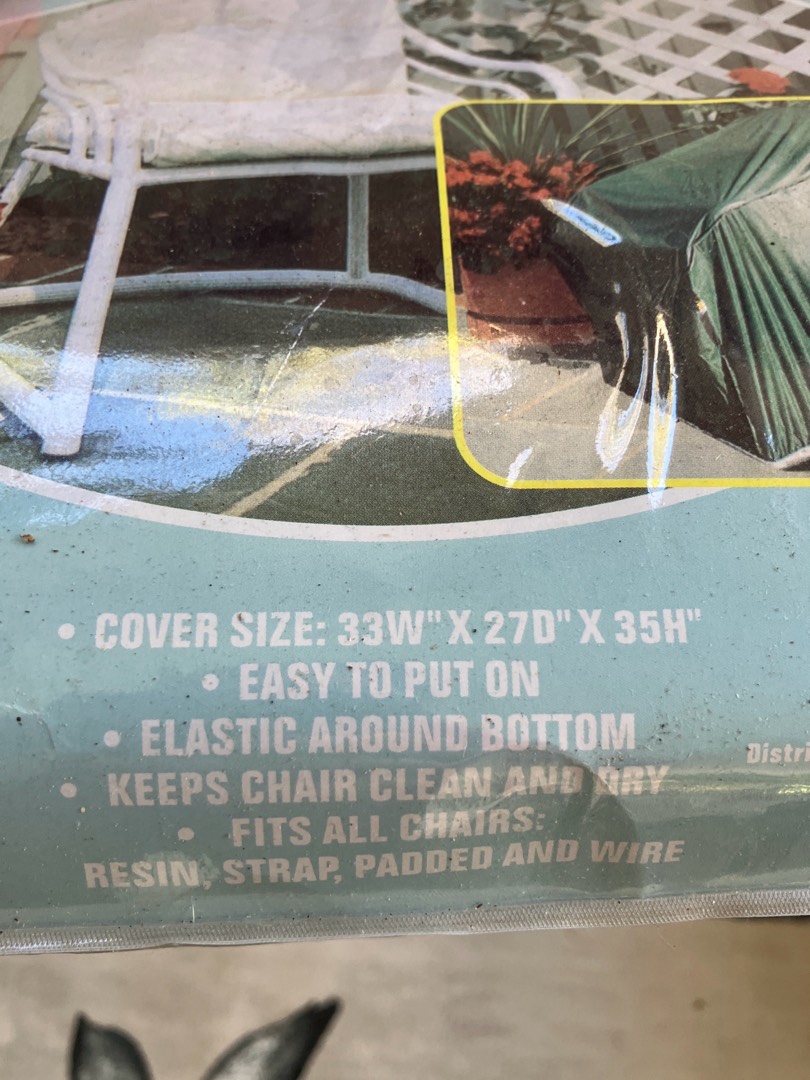 • COVER SIZE: 33W" X 27D" X 35H"
• EASY TO PUT ON
• ELASTIC AROUND BOTTOM
Distri
• KEEPS CHAIR CLEAN AND DRY
• FITS ALL CHAIRS:
RESIN, STRAP, PADDED AND WIRE